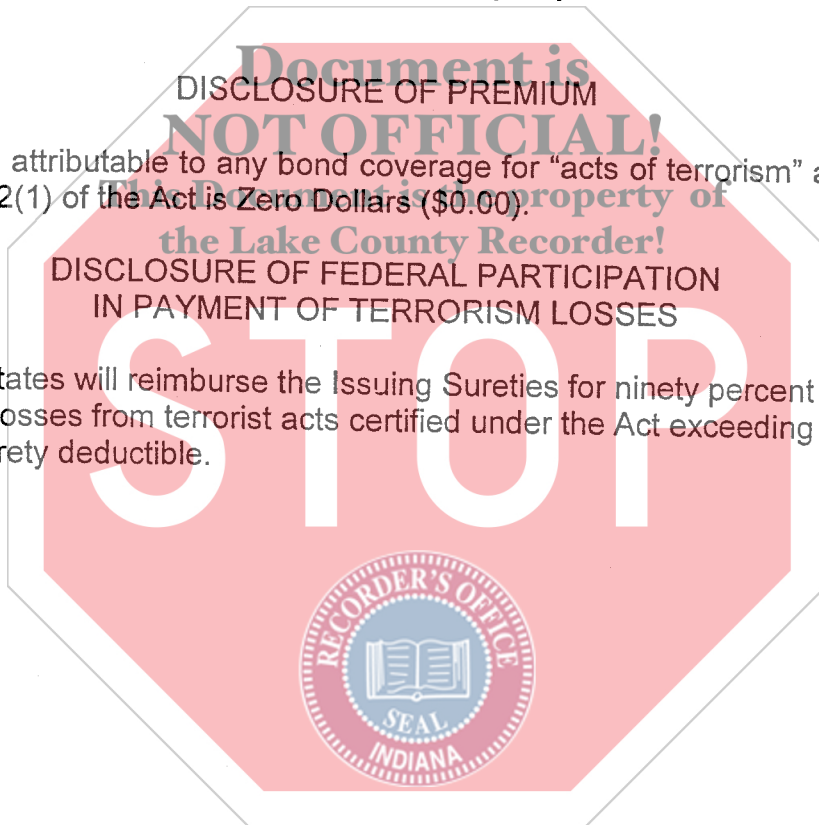 Document is
DISCLOSURE OF PREMIUM
NOT OFFICIAL!
attributable to any bond coverage for “acts of terrorism”
This Document is the property of
2(1) of the Act is Zero Dollars ($0.00).
the Lake County Recorder!
DISCLOSURE OF FEDERAL PARTICIPATION
IN PAYMENT OF TERRORISM LOSSES
STOP
tates will reimburse the Issuing Sureties for ninety percent
osses from terrorist acts certified under the Act exceeding
rety deductible.
RECORDER'S OFFICE
SEAL
INDIANA